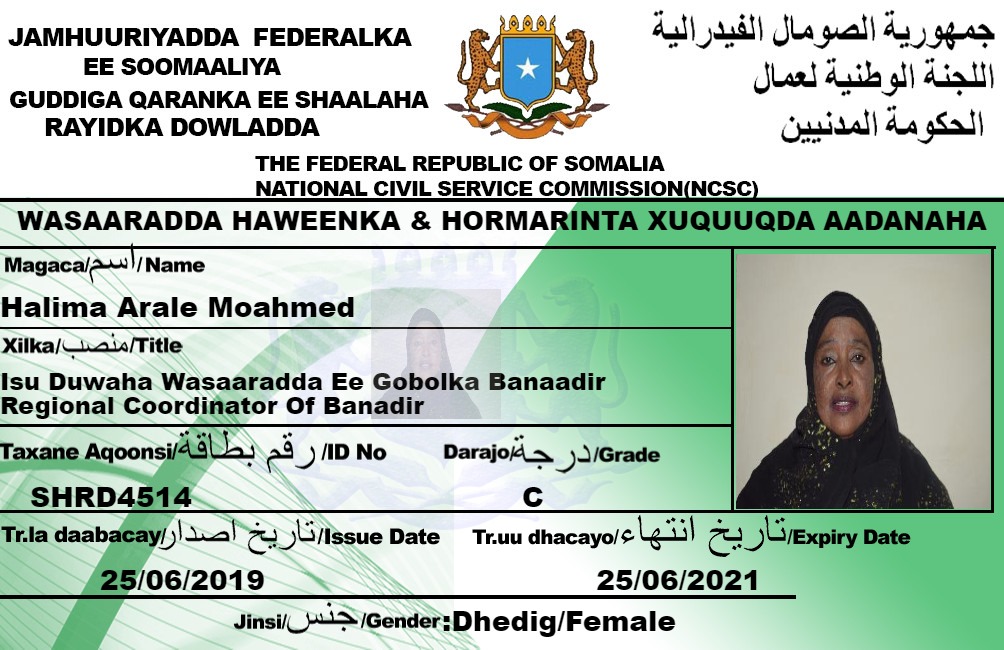 JAMHUURIYADDA FEDERALKA
EE SOOMAALIYA
GUDDIGA QARANKA EE SHAALAHA
RAYIDKA DOWLADDA
جمهورية الصومال الفيدرالية
اللجنة الوطنية لعمال
الحكومة المدنيين
THE FEDERAL REPUBLIC OF SOMALIA
NATIONAL CIVIL SERVICE COMMISSION(NCSC)
WASAARADDA HAWEENKA & HORMARINTA XUQUUQDA AADANAHA
Magaca/اسم/Name
Halima Arale Moahmed
Xilka/منصب/Title
Isu Duwaha Wasaaradda Ee Gobolka Banaadir
Regional Coordinator Of Banadir
Taxane Aqoonsi/رقم بطاقة/ID No
Darajo/درجة/Grade
SHRD4514
C
Tr.la daabacay/تاريخ اصدار/Issue Date
Tr.uu dhacayo/تاريخ انتهاء/Expiry Date
25/06/2019
25/06/2021
Jinsi/جنس/Gender:Dhedig/Female